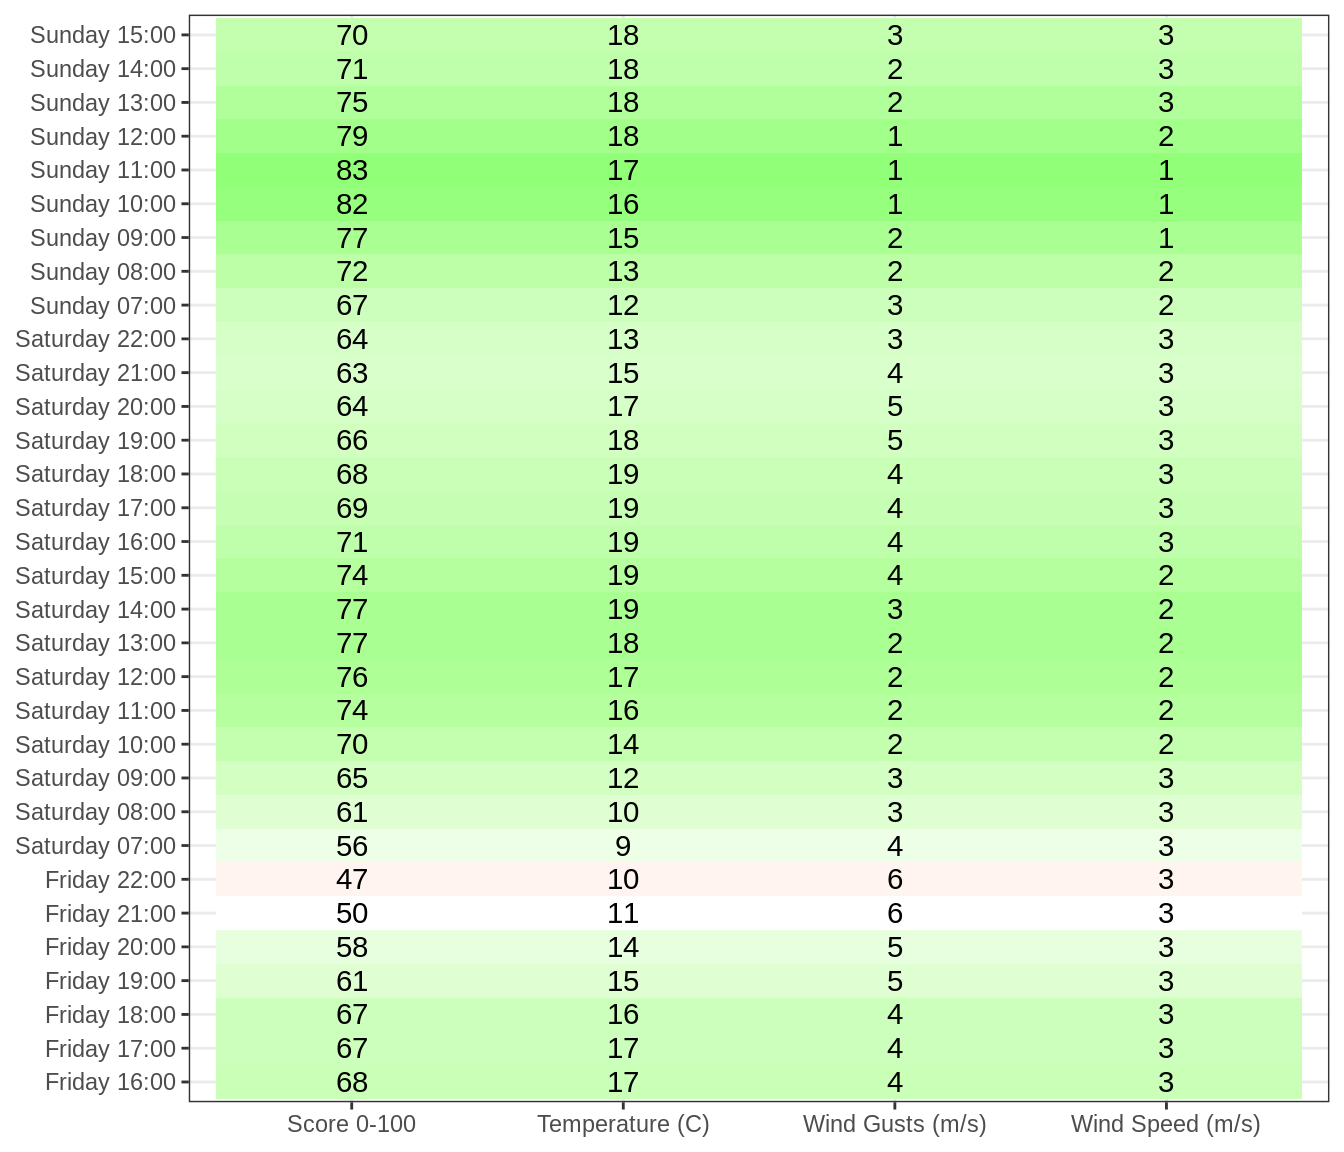 Sunday 15:00 70 18 3 3
Sunday 14:00 71 18 2 3
Sunday 13:00 75 18 2 3
Sunday 12:00 79 18 1 2
Sunday 11:00 83 17 1 1
Sunday 10:00 82 16 1 1
Sunday 09:00 77 15 2 1
Sunday 08:00 72 13 2 2
Sunday 07:00 67 12 3 2
Saturday 22:00 64 13 3 3
Saturday 21:00 63 15 4 3
Saturday 20:00 64 17 5 3
Saturday 19:00 66 18 5 3
Saturday 18:00 68 19 4 3
Saturday 17:00 69 19 4 3
Saturday 16:00 71 19 4 3
Saturday 15:00 74 19 4 2
Saturday 14:00 77 19 3 2
Saturday 13:00 77 18 2 2
Saturday 12:00 76 17 2 2
Saturday 11:00 74 16 2 2
Saturday 10:00 70 14 2 2
Saturday 09:00 65 12 3 3
Saturday 08:00 61 10 3 3
Saturday 07:00 56 9 4 3
Friday 22:00 47 10 6 3
Friday 21:00 50 11 6 3
Friday 20:00 58 14 5 3
Friday 19:00 61 15 5 3
Friday 18:00 67 16 4 3
Friday 17:00 67 17 4 3
Friday 16:00 68 17 4 3
Score 0-100 Temperature (C) Wind Gusts (m/s) Wind Speed (m/s)